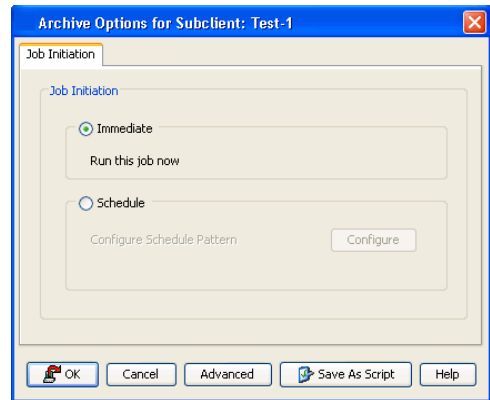 Archive Options for Subclient: Test-1
Job Initiation
Job Initiation
Immediate
Run this job now
Schedule
Configure Schedule Pattern Configure
OK Cancel Advanced Save As Script Help